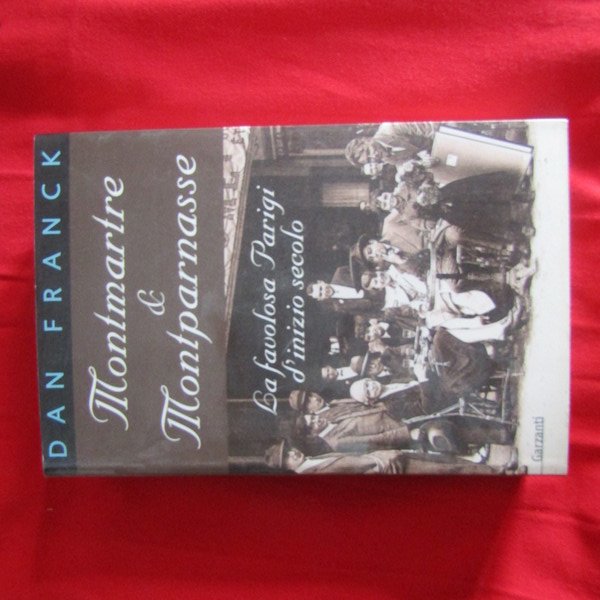 DAN FRANCK
Montmartre
&
Montparnasse
La favolosa Parigi
d'inizio secolo
Garzanti